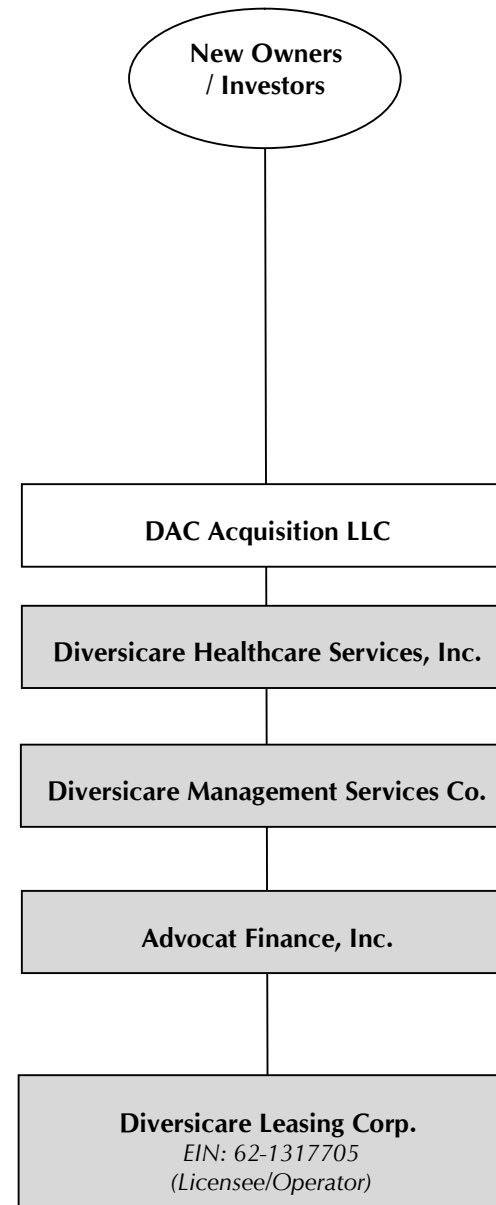 New Owners
/ Investors
DAC Acquisition LLC
Diversicare Healthcare Services, Inc.
Diversicare Management Services Co.
Advocat Finance, Inc.
Diversicare Leasing Corp.
EIN: 62-1317705
(Licensee/Operator)